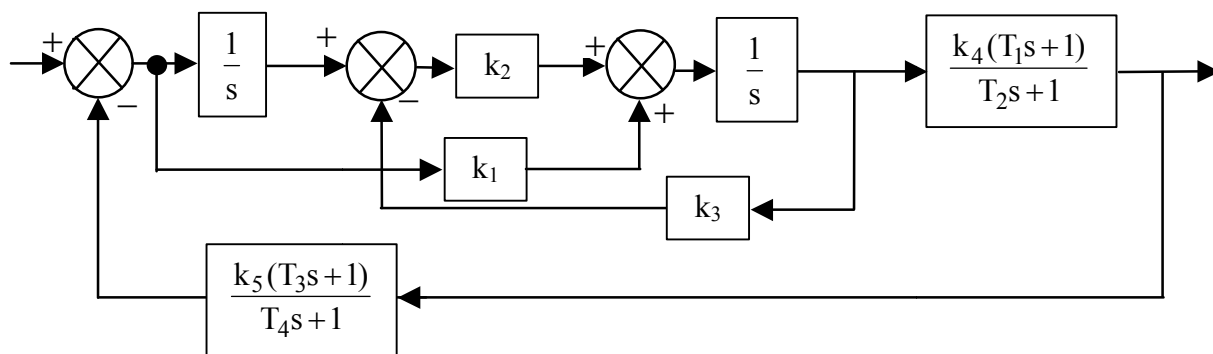 +
−
1
s
+
−
k₂
+
+
1
s
k₄(T₁s+1)
T₂s+1
k₁
k₃
k₅(T₃s+1)
T₄s+1